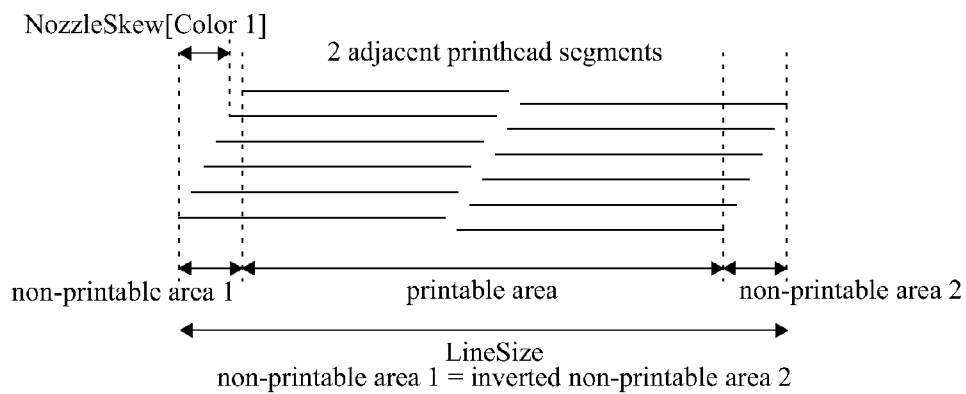 NozzleSkew[Color 1]
2 adjacent printhead segments
non-printable area 1
printable area
non-printable area 2
LineSize
non-printable area 1 = inverted non-printable area 2